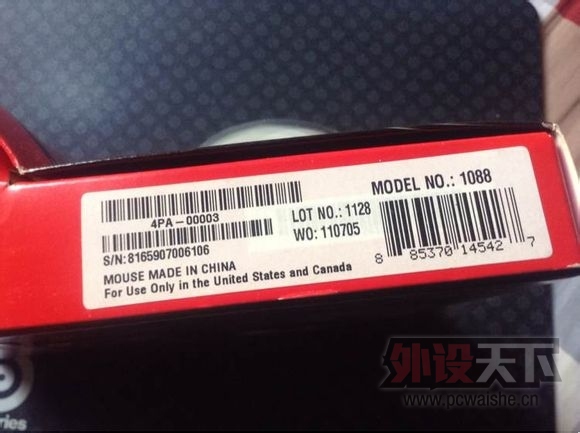 MODEL NO.: 1088
4PA-00003
LOT NO.: 1128
S/N:8165907006106
WO: 110705
8 85370 14542 7
MOUSE MADE IN CHINA
For Use Only in the United States and Canada
外设天下
www.pcwaishe.cn
ries